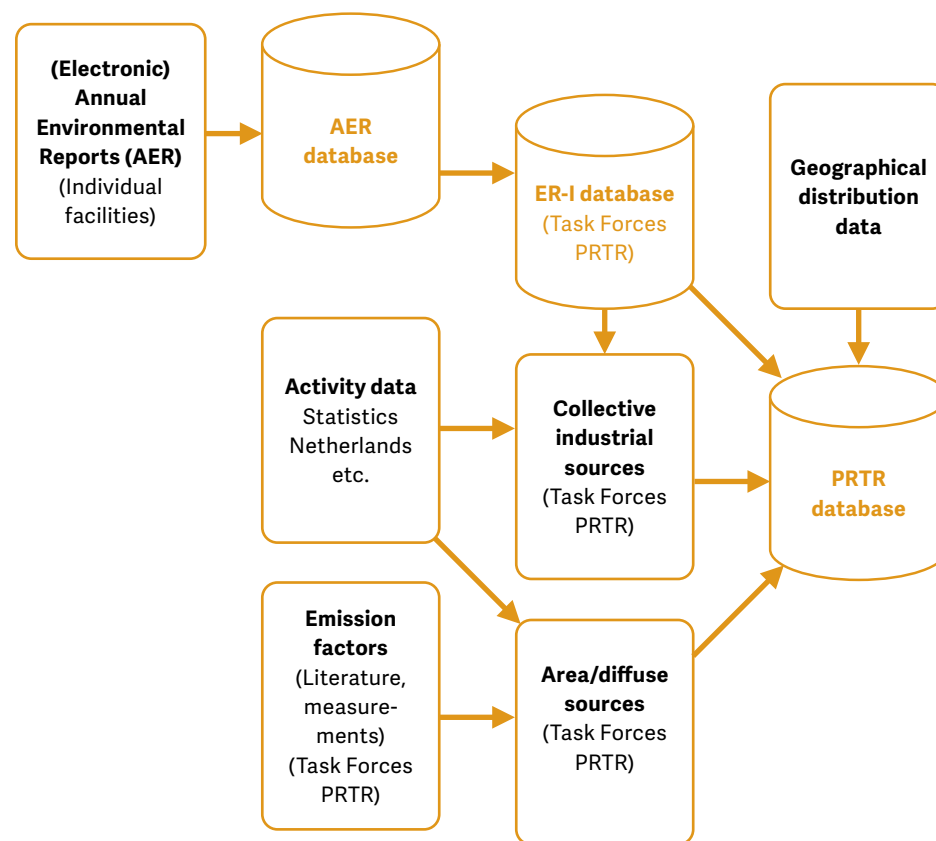 (Electronic)
Annual
Environmental
Reports (AER)
(Individual
facilities)
AER
database
ER-I database
(Task Forces
PRTR)
Geographical
distribution
data
Activity data
Statistics
Netherlands
etc.
Collective
industrial
sources
(Task Forces
PRTR)
PRTR
database
Emission
factors
(Literature,
measure-
ments)
(Task Forces
PRTR)
Area/diffuse
sources
(Task Forces
PRTR)